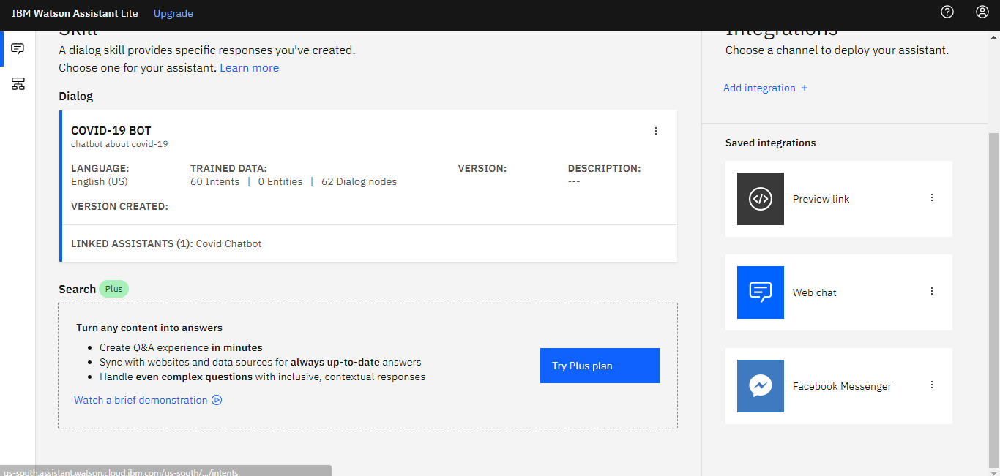 IBM Watson Assistant Lite Upgrade
Skill
A dialog skill provides specific responses you've created.
Choose one for your assistant. Learn more
Dialog
COVID-19 BOT
chatbot about covid-19
LANGUAGE: TRAINED DATA: VERSION: DESCRIPTION:
English (US) 60 Intents | 0 Entities | 62 Dialog nodes ---
VERSION CREATED:
LINKED ASSISTANTS (1): Covid Chatbot
Search Plus
Turn any content into answers
• Create Q&A experience in minutes
• Sync with websites and data sources for always up-to-date answers
• Handle even complex questions with inclusive, contextual responses
Try Plus plan
Watch a brief demonstration
Integrations
Choose a channel to deploy your assistant.
Add integration +
Saved integrations
Preview link
Web chat
Facebook Messenger
us-south.assistant.watson.cloud.ibm.com/us-south/.../intents